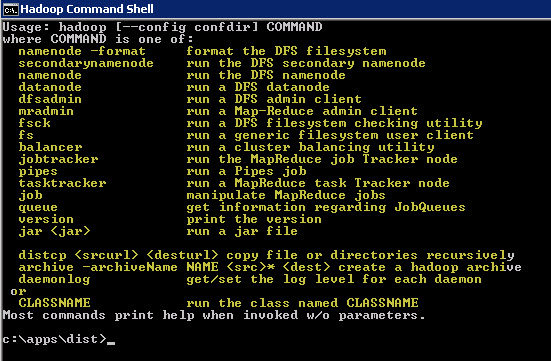 Hadoop Command Shell
Usage: hadoop [--config confdir] COMMAND
where COMMAND is one of:
namenode -format format the DFS filesystem
secondarynamenode run the DFS secondary namenode
namenode run the DFS namenode
datanode run a DFS datanode
dfsadmin run a DFS admin client
mradmin run a Map-Reduce admin client
fsck run a DFS filesystem checking utility
fs run a generic filesystem user client
balancer run a cluster balancing utility
jobtracker run the MapReduce job Tracker node
pipes run a Pipes job
tasktracker run a MapReduce task Tracker node
job manipulate MapReduce jobs
queue get information regarding JobQueues
version print the version
jar <jar> run a jar file
distcp <srcurl> <desturl> copy file or directories recursively
archive -archiveName NAME <src>* <dest> create a hadoop archive
daemonlog get/set the log level for each daemon
or
CLASSNAME run the class named CLASSNAME
Most commands print help when invoked w/o parameters.
c:\apps\dist>_